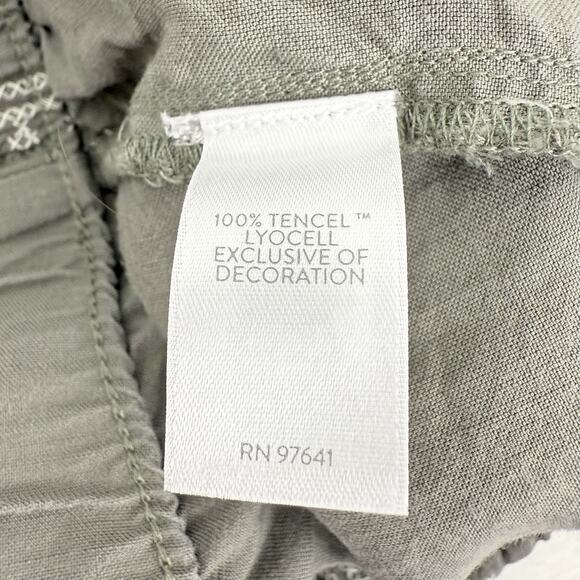 100% TENCEL™
LYOCELL
EXCLUSIVE OF
DECORATION
RN 97641